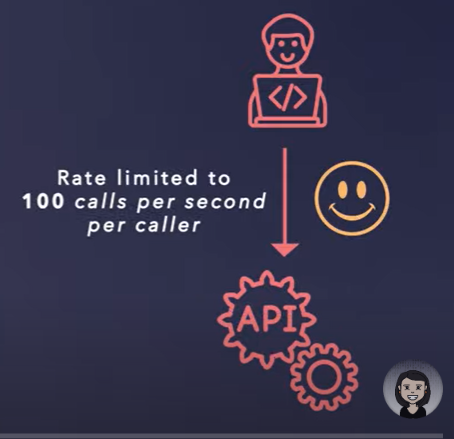 </>
Rate limited to
100 calls per second
per caller
API